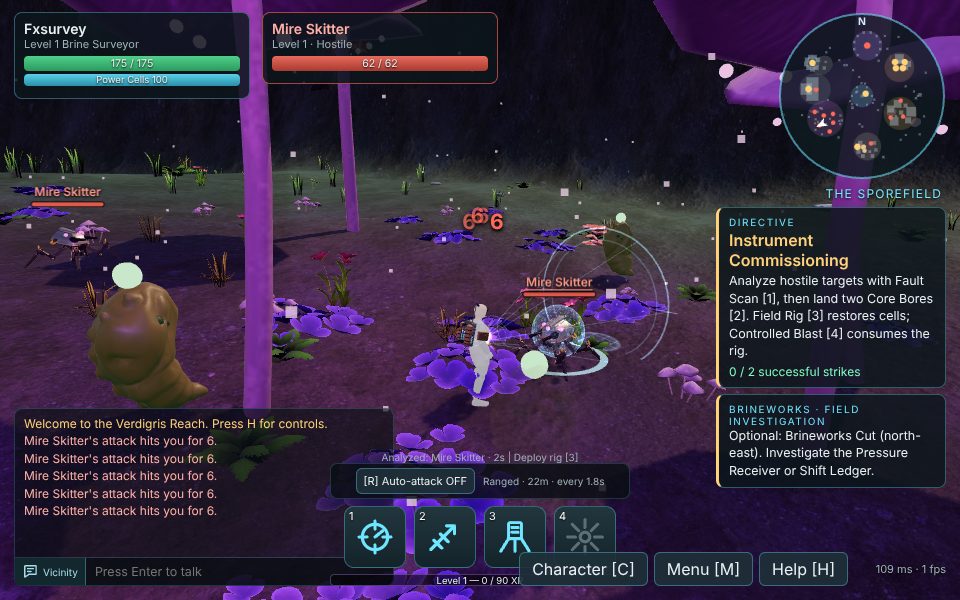 Fxsurvey
Level 1 Brine Surveyor
175 / 175
Power Cells 100
Mire Skitter
Level 1 · Hostile
62 / 62
N
THE SPOREFIELD
Mire Skitter
6 6 6
Mire Skitter
DIRECTIVE
Instrument
Commissioning
Analyze hostile targets with Fault
Scan [1], then land two Core Bores
[2]. Field Rig [3] restores cells;
Controlled Blast [4] consumes the
rig.
0 / 2 successful strikes
BRINEWORKS · FIELD
INVESTIGATION
Optional: Brineworks Cut (north-
east). Investigate the Pressure
Receiver or Shift Ledger.
Welcome to the Verdigris Reach. Press H for controls.
Mire Skitter's attack hits you for 6.
Mire Skitter's attack hits you for 6.
Mire Skitter's attack hits you for 6.
Mire Skitter's attack hits you for 6.
Mire Skitter's attack hits you for 6.
Analyzed: Mire Skitter · 2s | Deploy rig [3]
[R] Auto-attack OFF
Ranged · 22m · every 1.8s
1
2
3
4
Vicinity
Press Enter to talk
Level 1 — 0 / 90 XP
Character [C]
Menu [M]
Help [H]
109 ms · 1 fps